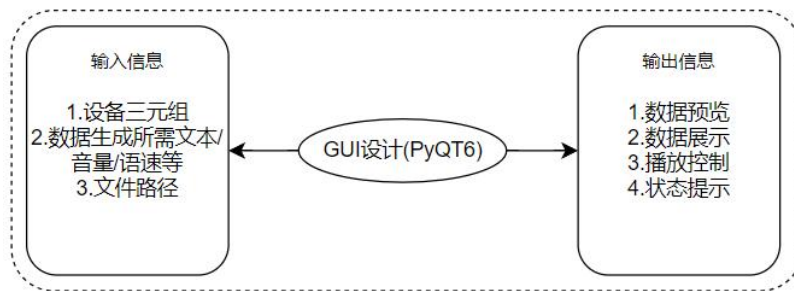 输入信息
1.设备三元组
2.数据生成所需文本/
音量/语速等
3.文件路径
GUI设计(PyQT6)
输出信息
1.数据预览
2.数据展示
3.播放控制
4.状态提示